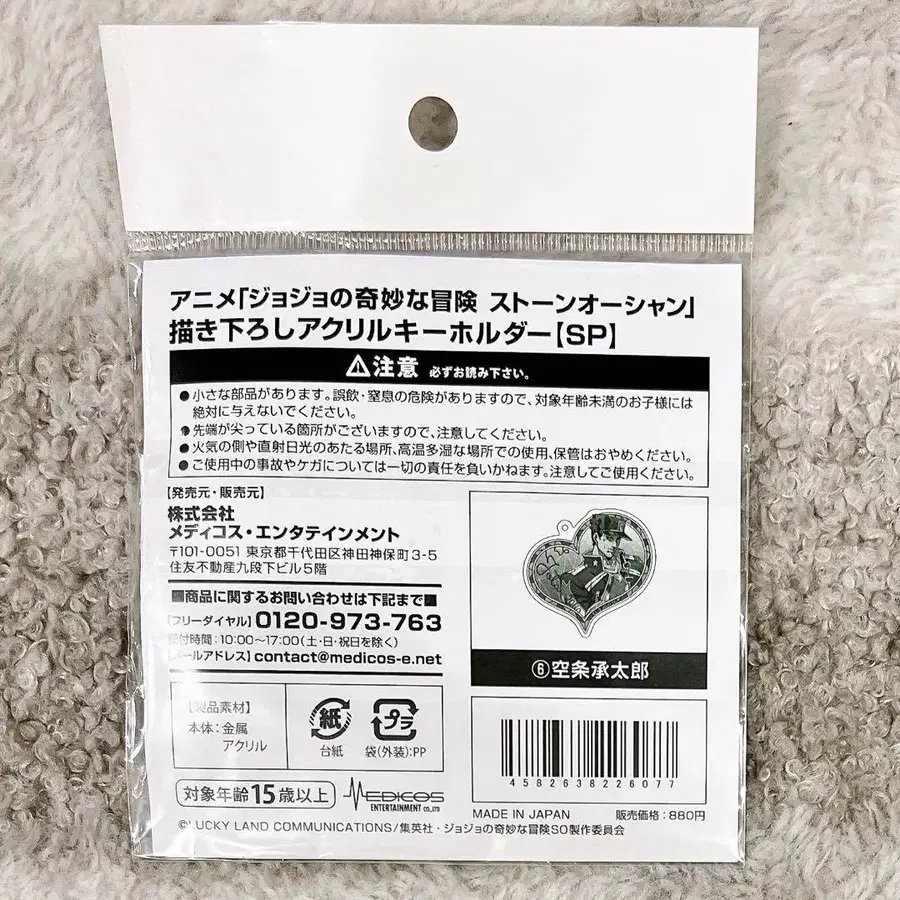 アニメ「ジョジョの奇妙な冒険 ストーンオーシャン」
描き下ろしアクリルキーホルダー【SP】
⚠注意 必ずお読み下さい。
●小さな部品があります。誤飲・窒息の危険がありますので、対象年齢未満のお子様には
絶対に与えないでください。
●先端が尖っている箇所がございますので、注意してください。
●火気の側や直射日光のあたる場所、高温多湿な場所での使用、保管はおやめください。
●ご使用中の事故やケガについては一切の責任を負いかねます。注意してご使用ください。
【発売元・販売元】
株式会社
メディコス・エンタテインメント
〒101-0051 東京都千代田区神田神保町3-5
住友不動産九段下ビル5階
■商品に関するお問い合わせは下記まで■
【フリーダイヤル】0120-973-763
受付時間:10:00〜17:00(土・日・祝日を除く)
【メールアドレス】contact@medicos-e.net
⑥空条承太郎
【製品素材】
本体:金属
アクリル
紙
台紙
プラ
袋(外装):PP
4582638226077
対象年齢15歳以上
MEDICOS
ENTERTAINMENT CO.,LTD
MADE IN JAPAN
販売価格:880円
©LUCKY LAND COMMUNICATIONS/集英社・ジョジョの奇妙な冒険SO製作委員会